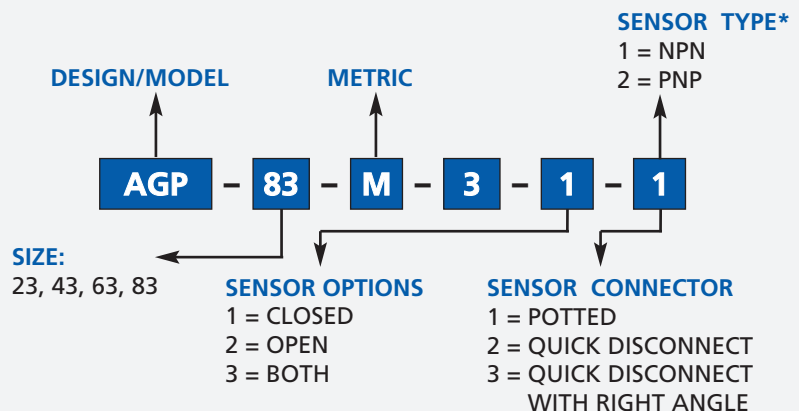 SENSOR TYPE*
1 = NPN
2 = PNP
DESIGN/MODEL
METRIC
AGP - 83 - M - 3 - 1 - 1
SIZE:
23, 43, 63, 83
SENSOR OPTIONS
1 = CLOSED
2 = OPEN
3 = BOTH
SENSOR CONNECTOR
1 = POTTED
2 = QUICK DISCONNECT
3 = QUICK DISCONNECT
WITH RIGHT ANGLE